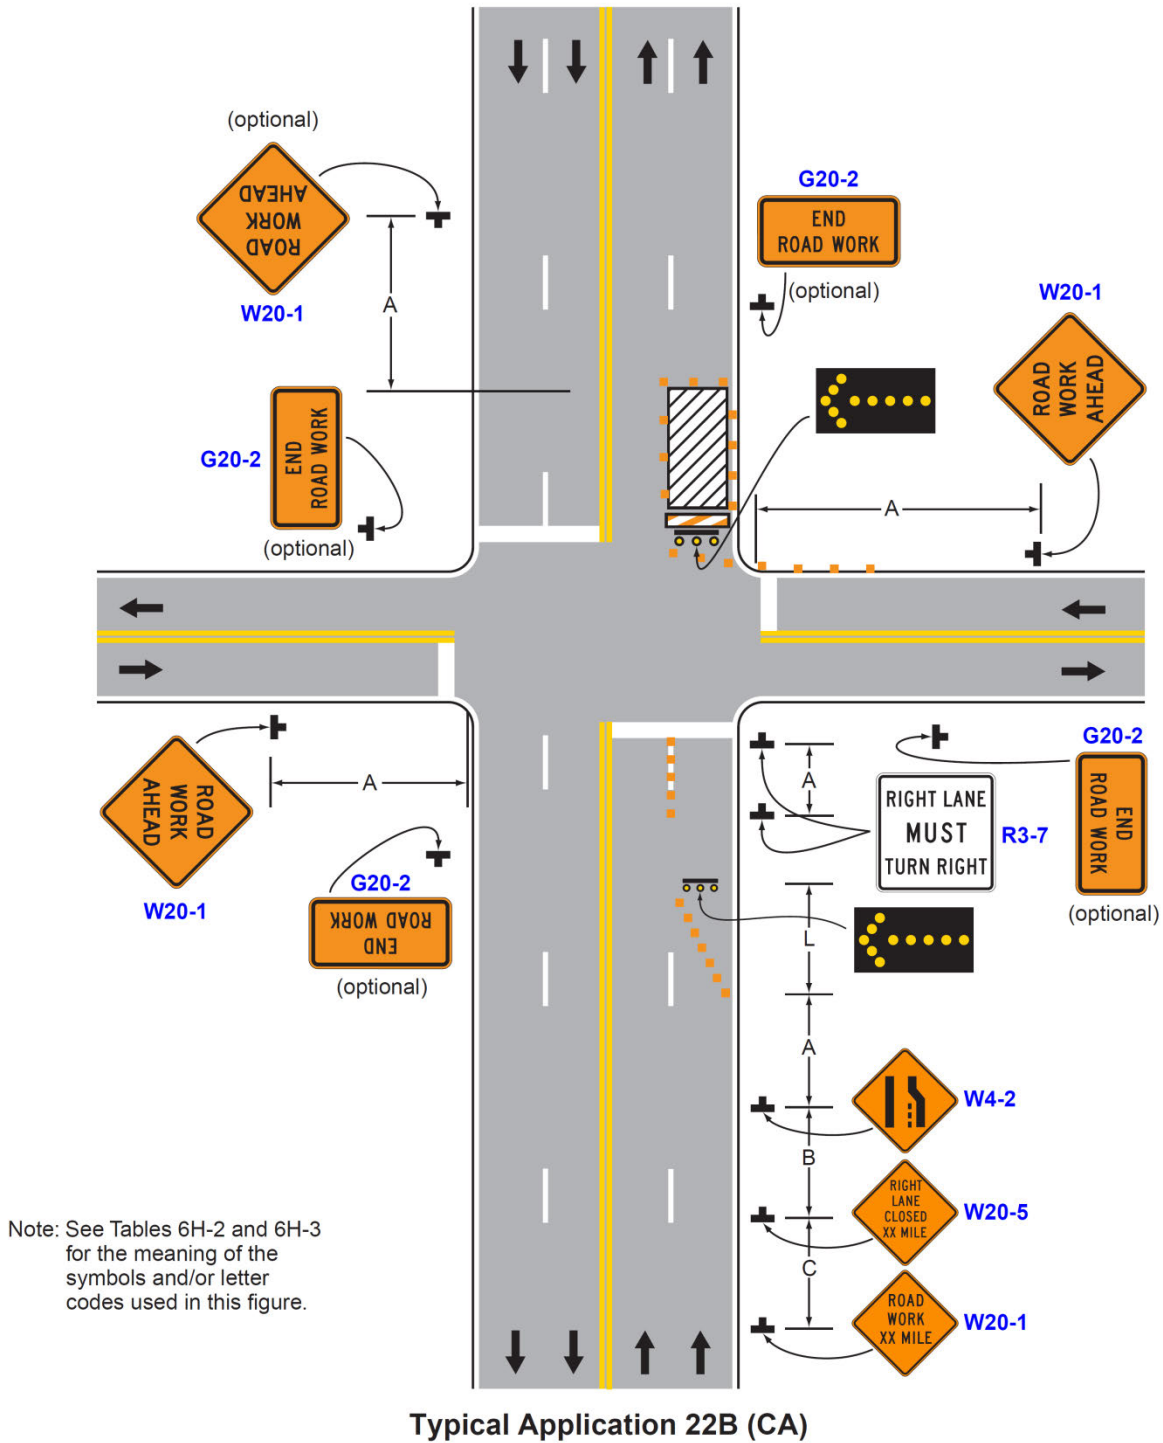 (optional)
ROAD
WORK
AHEAD
W20-1
A
G20-2
END
ROAD WORK
(optional)
G20-2
END
ROAD WORK
(optional)
W20-1
ROAD
WORK
AHEAD
A
ROAD
WORK
AHEAD
W20-1
A
G20-2
END
ROAD WORK
(optional)
A
RIGHT LANE
MUST
TURN RIGHT
R3-7
G20-2
END
ROAD WORK
(optional)
L
A
W4-2
B
RIGHT
LANE
CLOSED
XX MILE
W20-5
C
ROAD
WORK
XX MILE
W20-1
Note: See Tables 6H-2 and 6H-3
for the meaning of the
symbols and/or letter
codes used in this figure.
Typical Application 22B (CA)